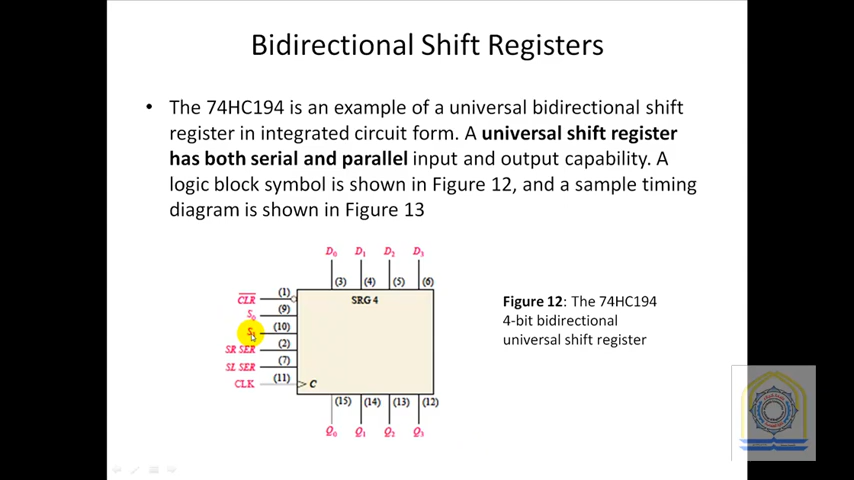 Bidirectional Shift Registers
• The 74HC194 is an example of a universal bidirectional shift
register in integrated circuit form. A universal shift register
has both serial and parallel input and output capability. A
logic block symbol is shown in Figure 12, and a sample timing
diagram is shown in Figure 13
D₀ D₁ D₂ D₃
(3) (4) (5) (6)
SRG 4
C̅L̅R̅ (1)
S₀ (9)
S₁ (10)
SR SER (2)
SL SER (7)
CLK (11) C
(15) (14) (13) (12)
Q₀ Q₁ Q₂ Q₃
Figure 12: The 74HC194
4-bit bidirectional
universal shift register